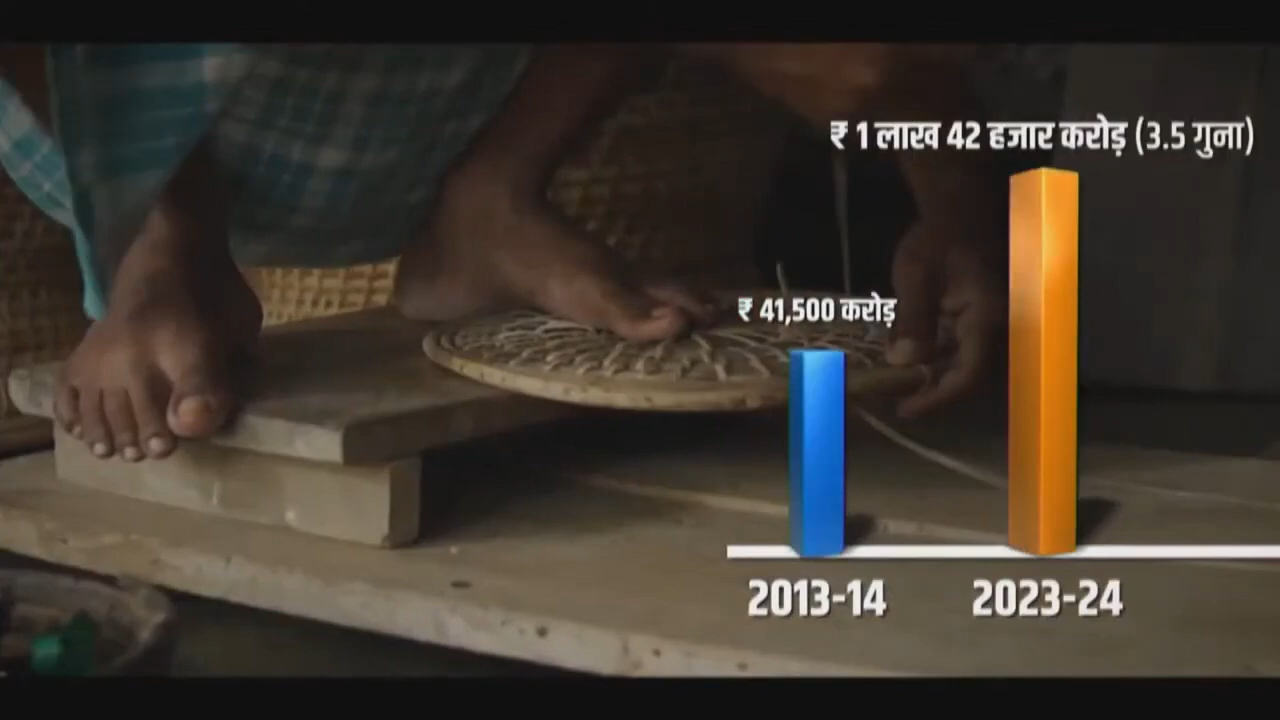 ₹ 1 लाख 42 हजार करोड़ (3.5 गुना)
₹ 41,500 करोड़
2013-14
2023-24